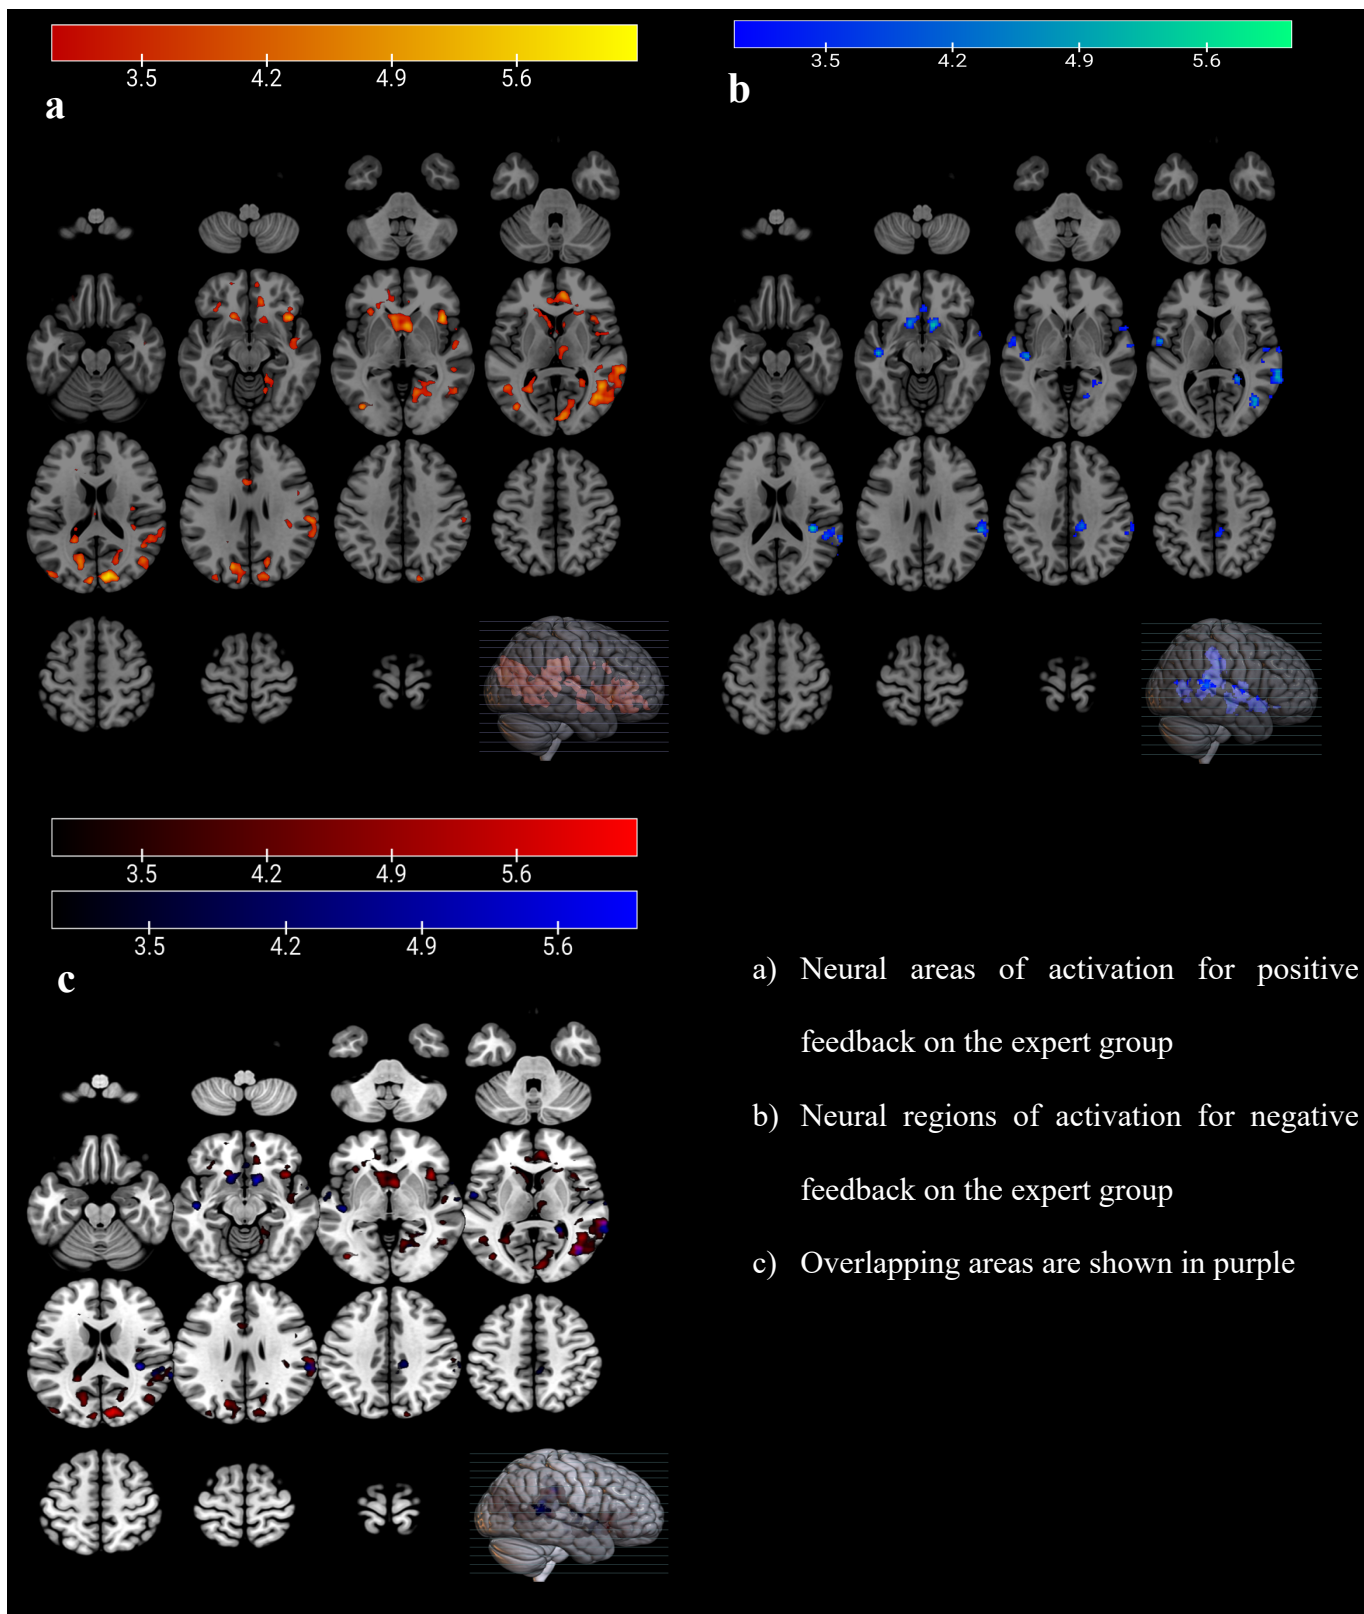 3.5 4.2 4.9 5.6
a
3.5 4.2 4.9 5.6
b
3.5 4.2 4.9 5.6
3.5 4.2 4.9 5.6
c
a) Neural areas of activation for positive
feedback on the expert group
b) Neural regions of activation for negative
feedback on the expert group
c) Overlapping areas are shown in purple